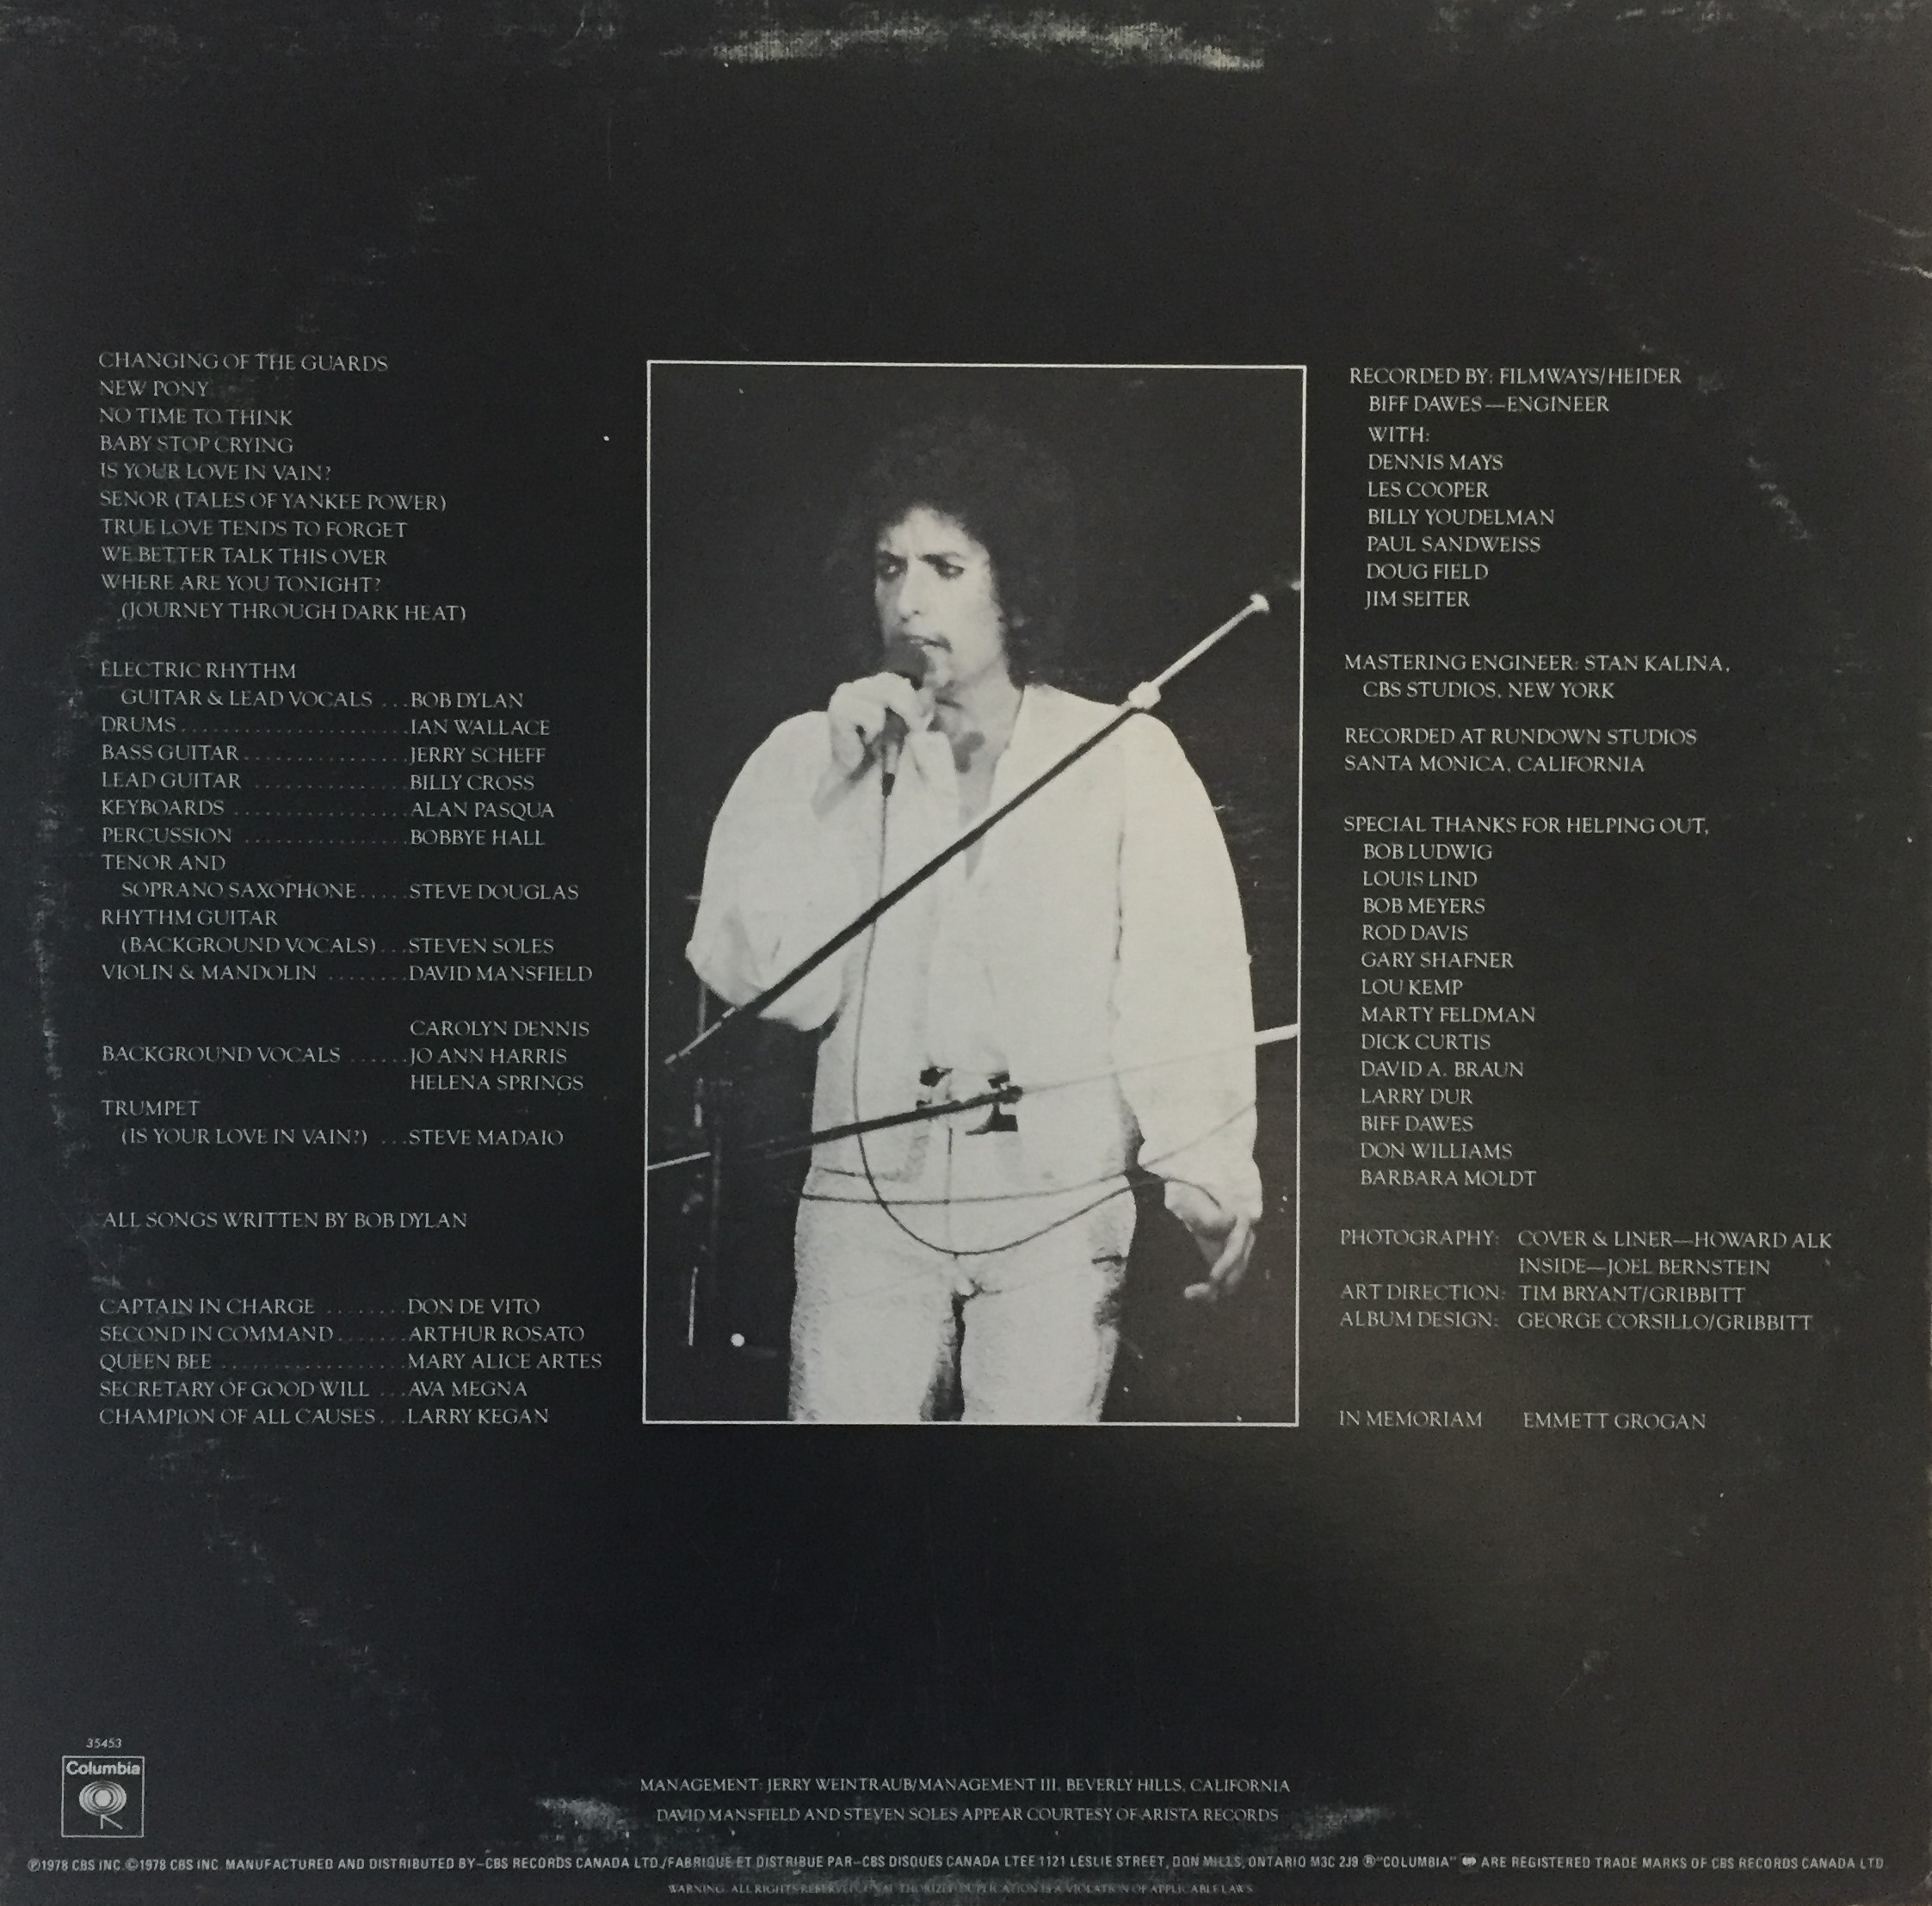 CHANGING OF THE GUARDS
NEW PONY
NO TIME TO THINK
BABY STOP CRYING
IS YOUR LOVE IN VAIN?
SENOR (TALES OF YANKEE POWER)
TRUE LOVE TENDS TO FORGET
WE BETTER TALK THIS OVER
WHERE ARE YOU TONIGHT?
(JOURNEY THROUGH DARK HEAT)
ELECTRIC RHYTHM
GUITAR & LEAD VOCALS ... BOB DYLAN
DRUMS ...................... IAN WALLACE
BASS GUITAR ................ JERRY SCHEFF
LEAD GUITAR .............. BILLY CROSS
KEYBOARDS ................ ALAN PASQUA
PERCUSSION ............... BOBBYE HALL
TENOR AND
SOPRANO SAXOPHONE ..... STEVE DOUGLAS
RHYTHM GUITAR
(BACKGROUND VOCALS) ... STEVEN SOLES
VIOLIN & MANDOLIN ........ DAVID MANSFIELD
CAROLYN DENNIS
BACKGROUND VOCALS ...... JO ANN HARRIS
HELENA SPRINGS
TRUMPET
(IS YOUR LOVE IN VAIN?) ... STEVE MADAIO
ALL SONGS WRITTEN BY BOB DYLAN
CAPTAIN IN CHARGE ........ DON DE VITO
SECOND IN COMMAND ....... ARTHUR ROSATO
QUEEN BEE .................. MARY ALICE ARTES
SECRETARY OF GOOD WILL ... AVA MEGNA
CHAMPION OF ALL CAUSES ... LARRY KEGAN
RECORDED BY: FILMWAYS/HEIDER
BIFF DAWES—ENGINEER
WITH:
DENNIS MAYS
LES COOPER
BILLY YOUDELMAN
PAUL SANDWEISS
DOUG FIELD
JIM SEITER
MASTERING ENGINEER: STAN KALINA,
CBS STUDIOS, NEW YORK
RECORDED AT RUNDOWN STUDIOS
SANTA MONICA, CALIFORNIA
SPECIAL THANKS FOR HELPING OUT,
BOB LUDWIG
LOUIS LIND
BOB MEYERS
ROD DAVIS
GARY SHAFNER
LOU KEMP
MARTY FELDMAN
DICK CURTIS
DAVID A. BRAUN
LARRY DUR
BIFF DAWES
DON WILLIAMS
BARBARA MOLDT
PHOTOGRAPHY: COVER & LINER—HOWARD ALK
INSIDE—JOEL BERNSTEIN
ART DIRECTION: TIM BRYANT/GRIBBITT
ALBUM DESIGN: GEORGE CORSILLO/GRIBBITT
IN MEMORIAM EMMETT GROGAN
35453
Columbia
MANAGEMENT: JERRY WEINTRAUB/MANAGEMENT III, BEVERLY HILLS, CALIFORNIA
DAVID MANSFIELD AND STEVEN SOLES APPEAR COURTESY OF ARISTA RECORDS
℗1978 CBS INC. ©1978 CBS INC. MANUFACTURED AND DISTRIBUTED BY—CBS RECORDS CANADA LTD./FABRIQUE ET DISTRIBUE PAR—CBS DISQUES CANADA LTEE 1121 LESLIE STREET, DON MILLS, ONTARIO M3C 2J9 ® "COLUMBIA" ARE REGISTERED TRADE MARKS OF CBS RECORDS CANADA LTD
WARNING: ALL RIGHTS RESERVED. UNAUTHORIZED DUPLICATION IS A VIOLATION OF APPLICABLE LAWS.